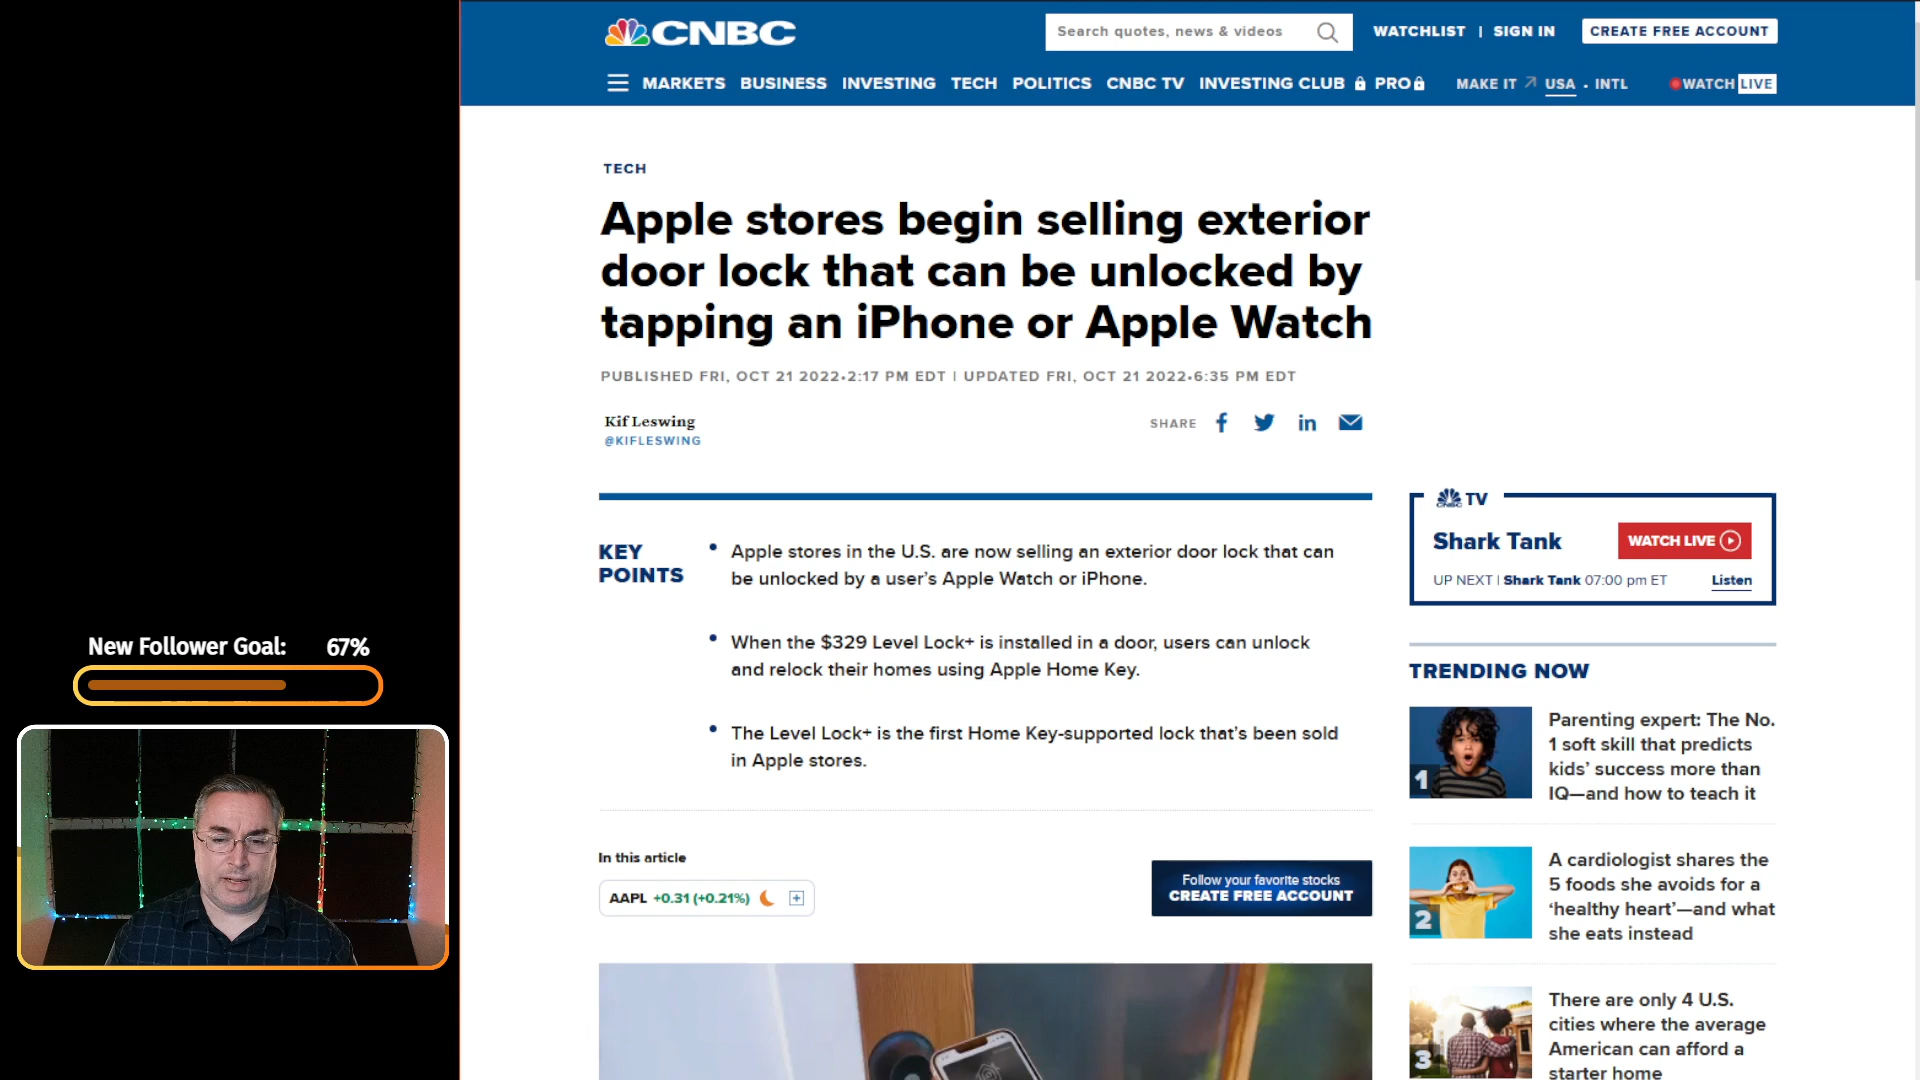 CNBC
Search quotes, news & videos
WATCHLIST | SIGN IN
CREATE FREE ACCOUNT
MARKETS BUSINESS INVESTING TECH POLITICS CNBC TV INVESTING CLUB PRO
MAKE IT USA • INTL
WATCH LIVE
TECH
Apple stores begin selling exterior
door lock that can be unlocked by
tapping an iPhone or Apple Watch
PUBLISHED FRI, OCT 21 2022•2:17 PM EDT | UPDATED FRI, OCT 21 2022•6:35 PM EDT
Kif Leswing
@KIFLESWING
SHARE
KEY
POINTS
• Apple stores in the U.S. are now selling an exterior door lock that can
be unlocked by a user’s Apple Watch or iPhone.
• When the $329 Level Lock+ is installed in a door, users can unlock
and relock their homes using Apple Home Key.
• The Level Lock+ is the first Home Key-supported lock that’s been sold
in Apple stores.
In this article
AAPL +0.31 (+0.21%)
Follow your favorite stocks
CREATE FREE ACCOUNT
CNBC TV
Shark Tank
WATCH LIVE
UP NEXT | Shark Tank 07:00 pm ET
Listen
TRENDING NOW
1
Parenting expert: The No.
1 soft skill that predicts
kids’ success more than
IQ—and how to teach it
2
A cardiologist shares the
5 foods she avoids for a
‘healthy heart’—and what
she eats instead
3
There are only 4 U.S.
cities where the average
American can afford a
starter home
New Follower Goal: 67%